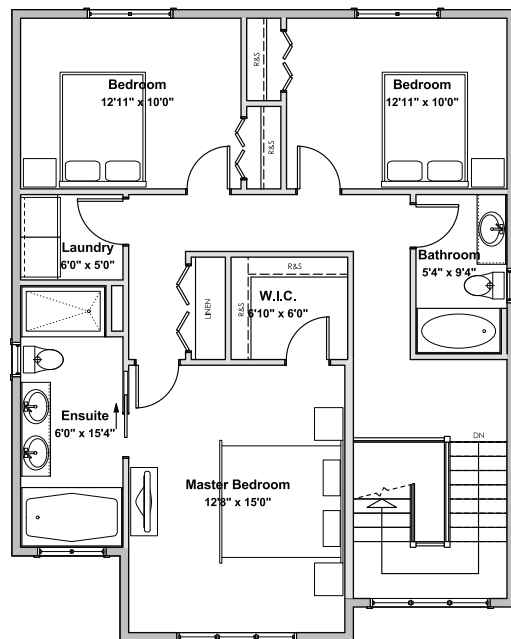 Bedroom
12'11" x 10'0"
R&S
R&S
Bedroom
12'11" x 10'0"
Laundry
6'0" x 5'0"
Bathroom
5'4" x 9'4"
R&S
R&S
W.I.C.
6'10" x 6'0"
LINEN
Ensuite
6'0" x 15'4"
DN
Master Bedroom
12'8" x 15'0"